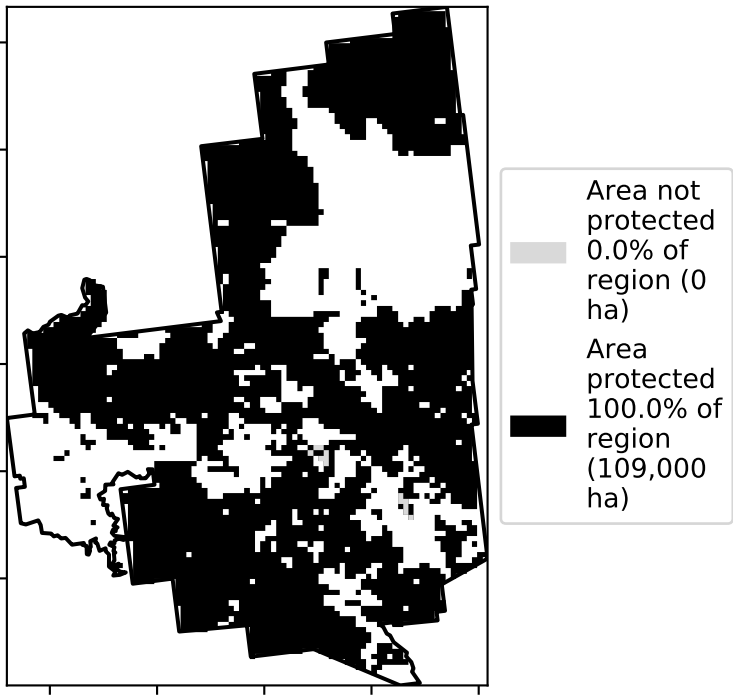 Area not
protected
0.0% of
region (0
ha)
Area
protected
100.0% of
region
(109,000
ha)